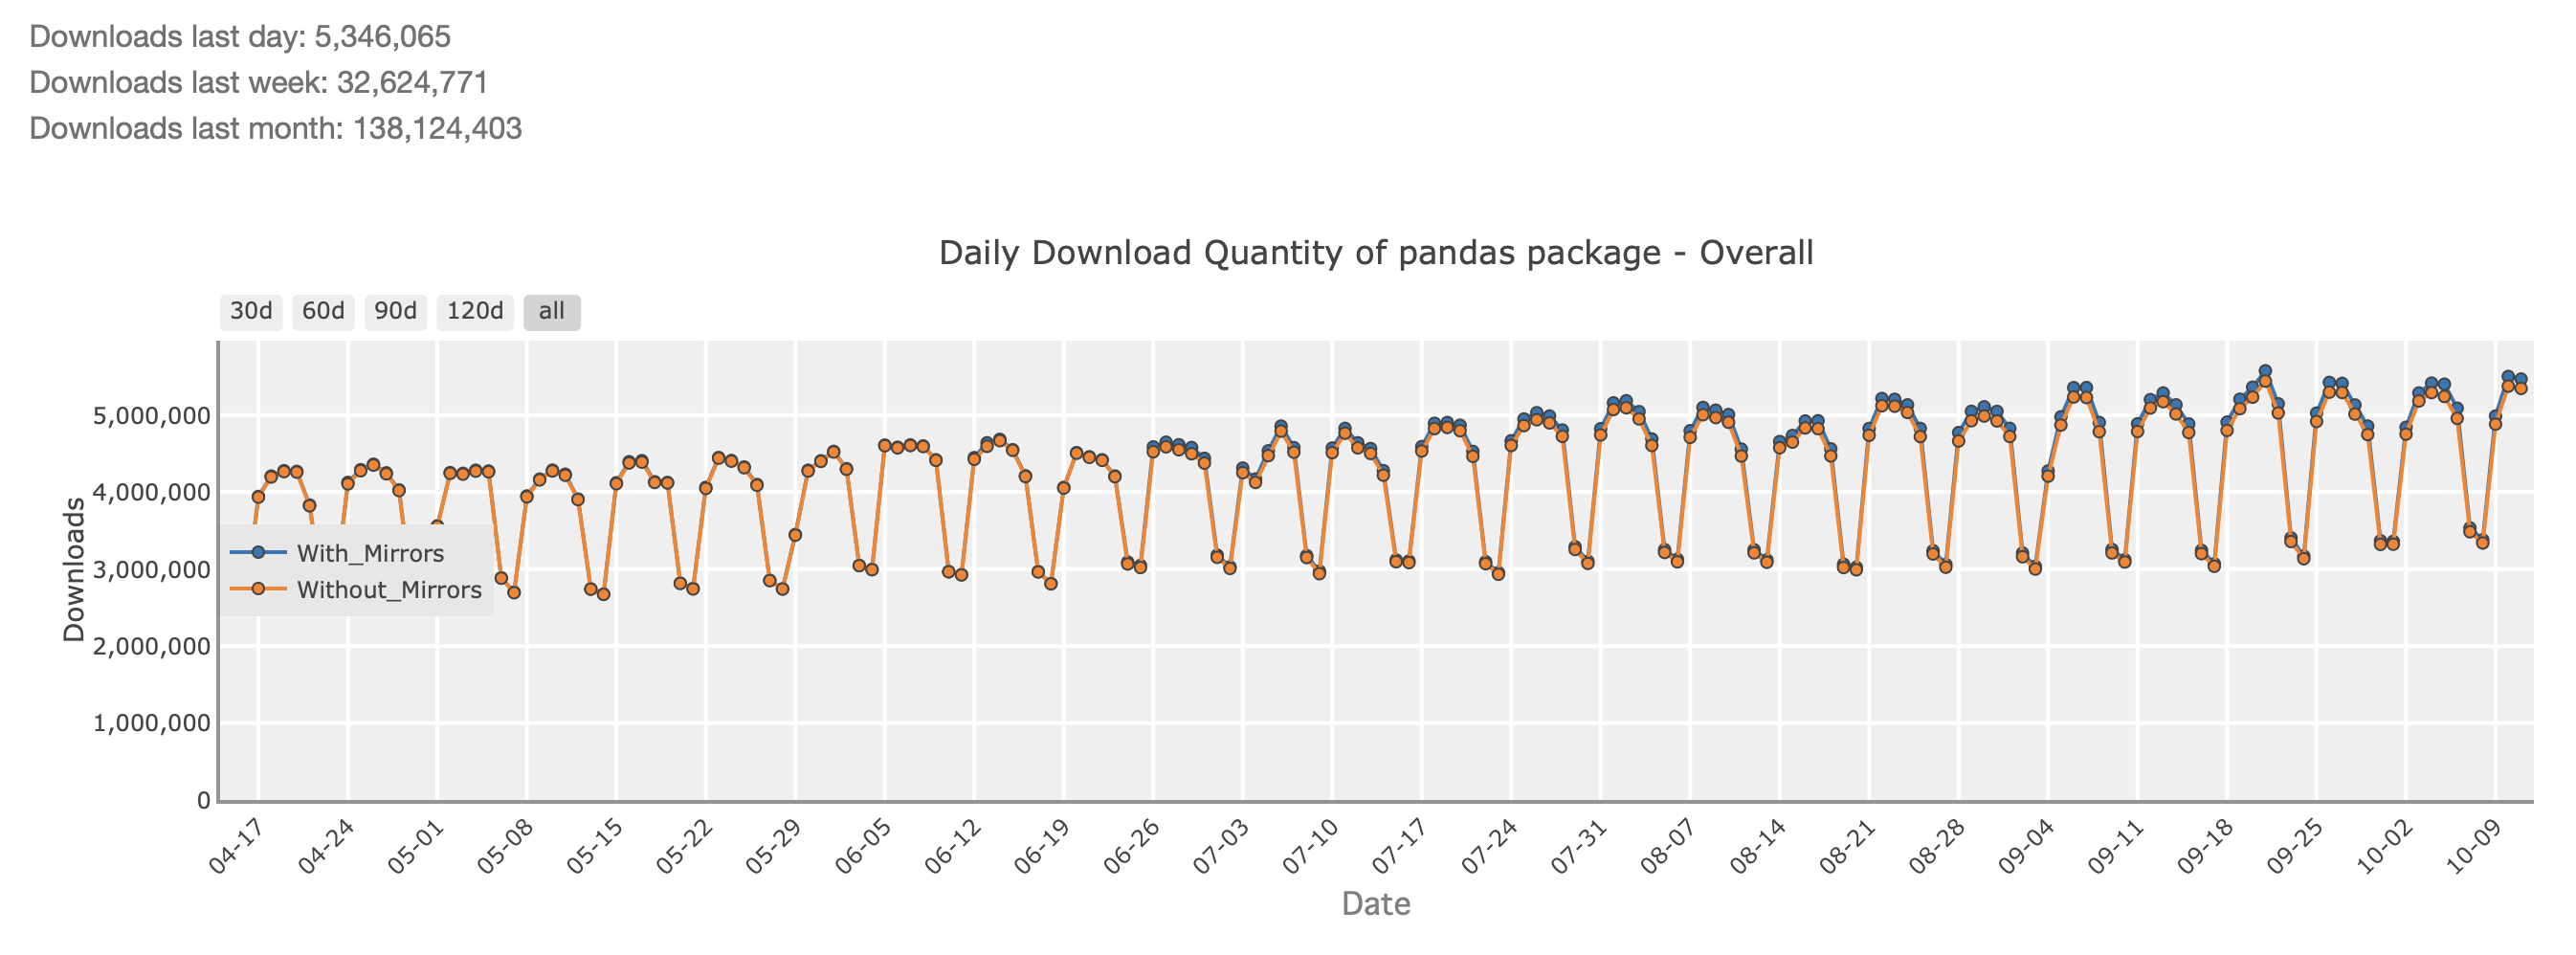 Downloads last day: 5,346,065
Downloads last week: 32,624,771
Downloads last month: 138,124,403
Daily Download Quantity of pandas package - Overall
30d 60d 90d 120d all
5,000,000
4,000,000
3,000,000
2,000,000
1,000,000
0
Downloads
With_Mirrors
Without_Mirrors
04-17 04-24 05-01 05-08 05-15 05-22 05-29 06-05 06-12 06-19 06-26 07-03 07-10 07-17 07-24 07-31 08-07 08-14 08-21 08-28 09-04 09-11 09-18 09-25 10-02 10-09
Date